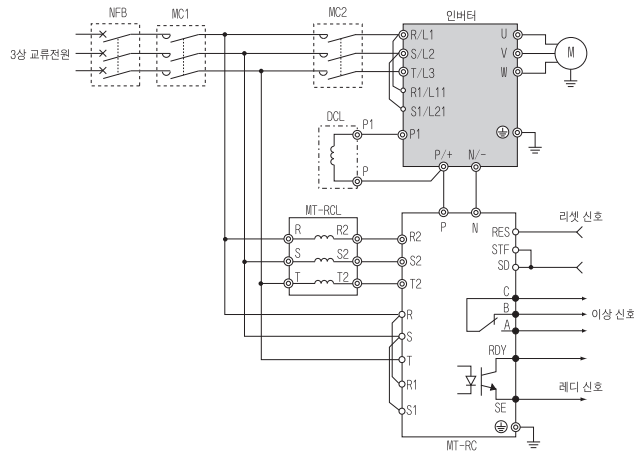 NFB
MC1
MC2
인버터
3상 교류전원
R/L1
S/L2
T/L3
R1/L11
S1/L21
U
V
W
M
DCL
P1
P1
P
P/+
N/-
P
N
MT-RCL
R
R2
S
S2
T
T2
R2
S2
T2
R
S
T
R1
S1
RES
리셋 신호
STF
SD
C
B
이상 신호
A
RDY
레디 신호
SE
MT-RC